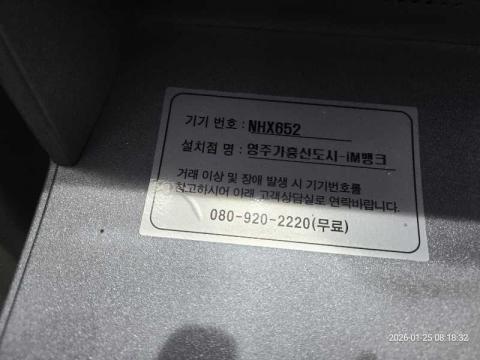 기기 번호 : NHX652
설치점 명 : 영주가흥신도시-iM뱅크
거래 이상 및 장애 발생 시 기기번호를
착고하시어 아래 고객상담실로 연락바랍니다.
080-920-2220(무료)
2026-01-25 08:18:32